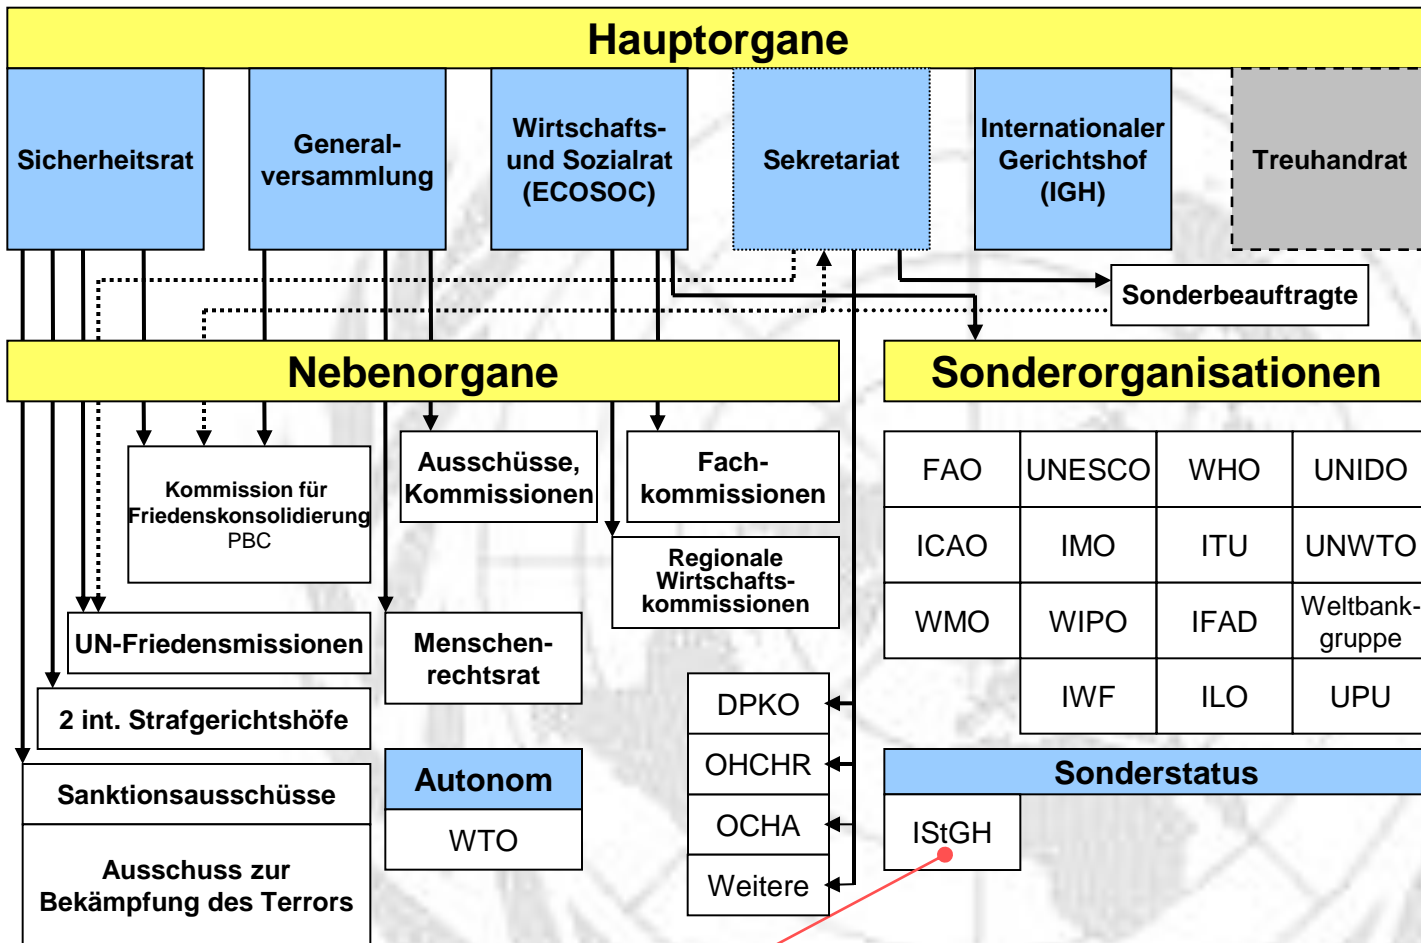 Hauptorgane
Sicherheitsrat
General-
versammlung
Wirtschafts-
und Sozialrat
(ECOSOC)
Sekretariat
Internationaler
Gerichtshof
(IGH)
Treuhandrat
Sonderbeauftragte
Nebenorgane
Sonderorganisationen
Kommission für
Friedenskonsolidierung
PBC
Ausschüsse,
Kommissionen
Fach-
kommissionen
Regionale
Wirtschafts-
kommissionen
UN-Friedensmissionen
Menschen-
rechtsrat
2 int. Strafgerichtshöfe
Sanktionsausschüsse
Ausschuss zur
Bekämpfung des Terrors
Autonom
WTO
DPKO
OHCHR
OCHA
Weitere
FAO UNESCO WHO UNIDO
ICAO IMO ITU UNWTO
WMO WIPO IFAD Weltbank-
gruppe
IWF ILO UPU
Sonderstatus
IStGH